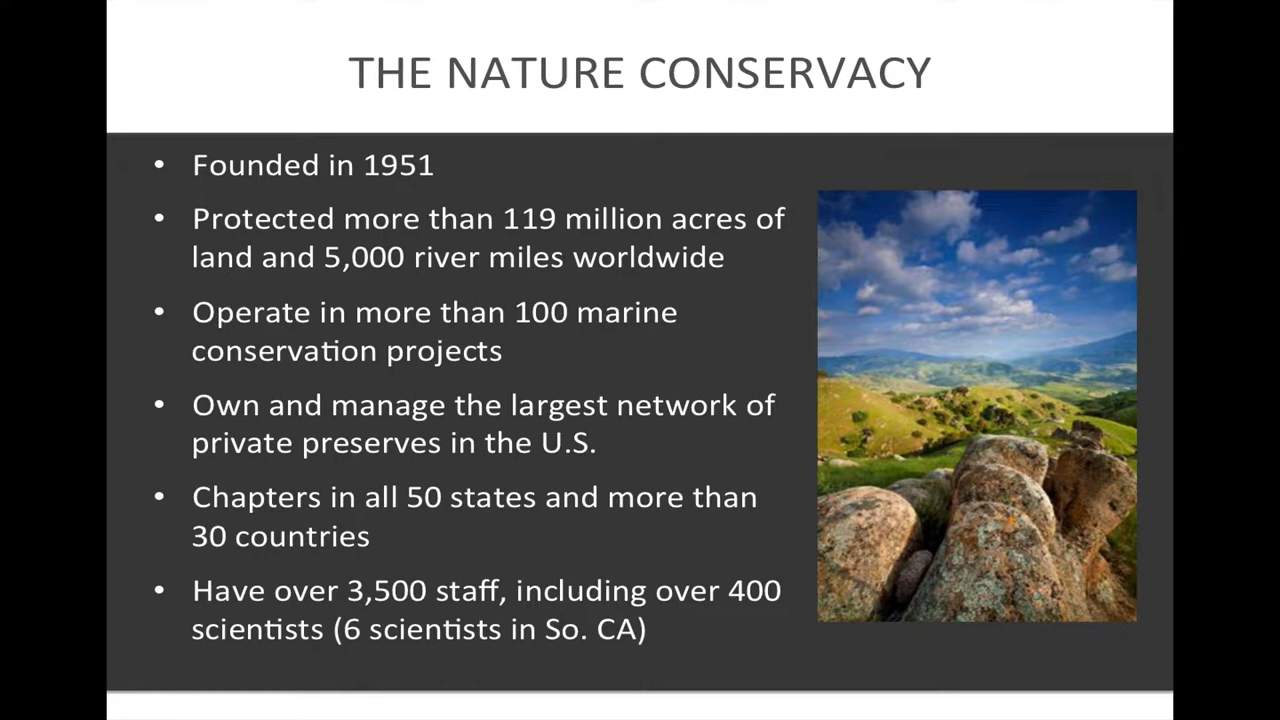 THE NATURE CONSERVACY
• Founded in 1951
• Protected more than 119 million acres of
land and 5,000 river miles worldwide
• Operate in more than 100 marine
conservation projects
• Own and manage the largest network of
private preserves in the U.S.
• Chapters in all 50 states and more than
30 countries
• Have over 3,500 staff, including over 400
scientists (6 scientists in So. CA)